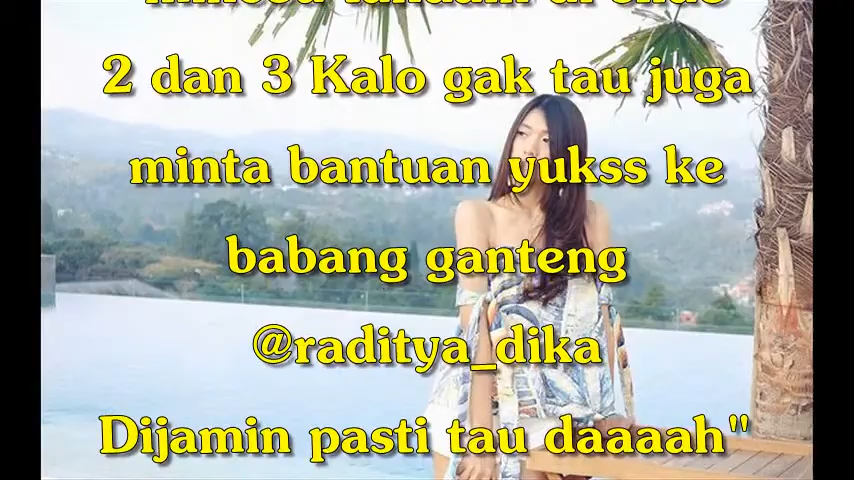 2 dan 3 Kalo gak tau juga
minta bantuan yukss ke
babang ganteng
@raditya_dika
Dijamin pasti tau daaaah"